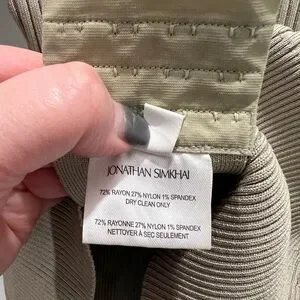 JONATHAN SIMKHAI
72% RAYON 27% NYLON 1% SPANDEX
DRY CLEAN ONLY
72% RAYONNE 27% NYLON 1% SPANDEX
NETTOYER À SEC SEULEMENT